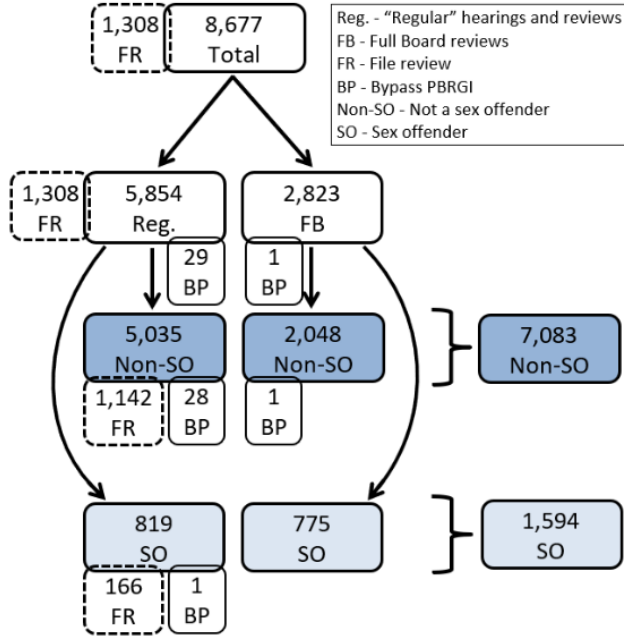 1,308
FR
8,677
Total
Reg. - “Regular” hearings and reviews
FB - Full Board reviews
FR - File review
BP - Bypass PBRGI
Non-SO - Not a sex offender
SO - Sex offender
1,308
FR
5,854
Reg.
2,823
FB
29
BP
1
BP
5,035
Non-SO
2,048
Non-SO
7,083
Non-SO
1,142
FR
28
BP
1
BP
819
SO
775
SO
1,594
SO
166
FR
1
BP